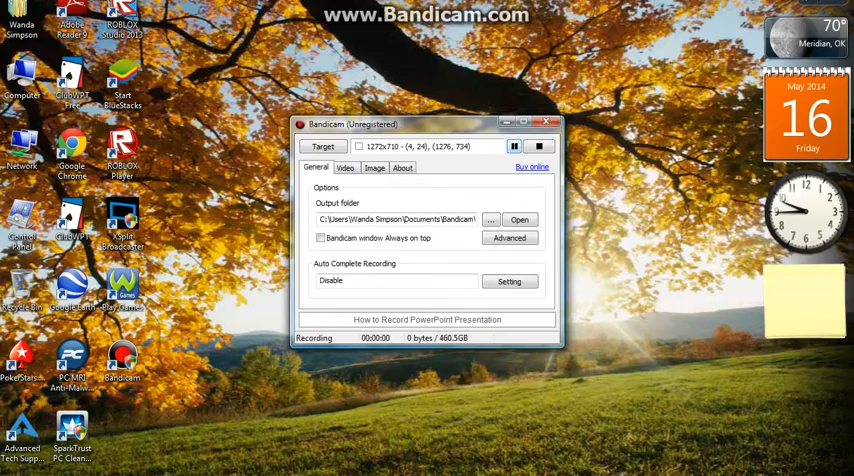 www.Bandicam.com
Wanda
Simpson
Adobe
Reader 9
ROBLOX
Studio 2013
Computer
ClubWPT
Free
Start
BlueStacks
Network
Google
Chrome
ROBLOX
Player
Control
Panel
ClubWPT
XSplit
Broadcaster
Recycle Bin
Google Earth
Play Games
PokerStars....
PC MRI
Anti-Malw...
Bandicam
Advanced
Tech Supp...
SparkTrust
PC Clean...
Bandicam (Unregistered)
Target
1272x710 - (4, 24), (1276, 734)
General
Video
Image
About
Buy online
Options
Output folder
C:\Users\Wanda Simpson\Documents\Bandicam\
...
Open
Bandicam window Always on top
Advanced
Auto Complete Recording
Disable
Setting
How to Record PowerPoint Presentation
Recording
00:00:00
0 bytes / 460.5GB
70°
Meridian, OK
May 2014
16
Friday